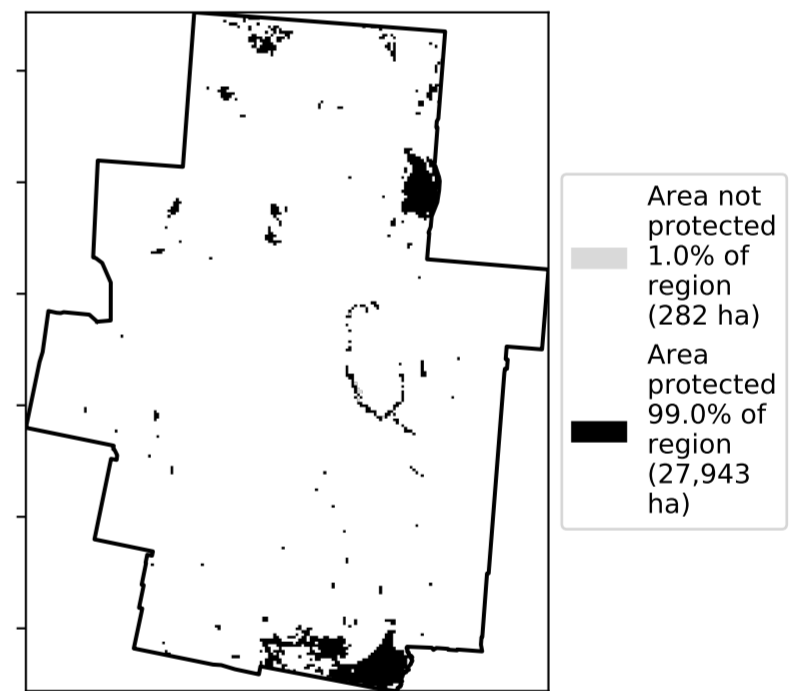 Area not
protected
1.0% of
region
(282 ha)
Area
protected
99.0% of
region
(27,943
ha)